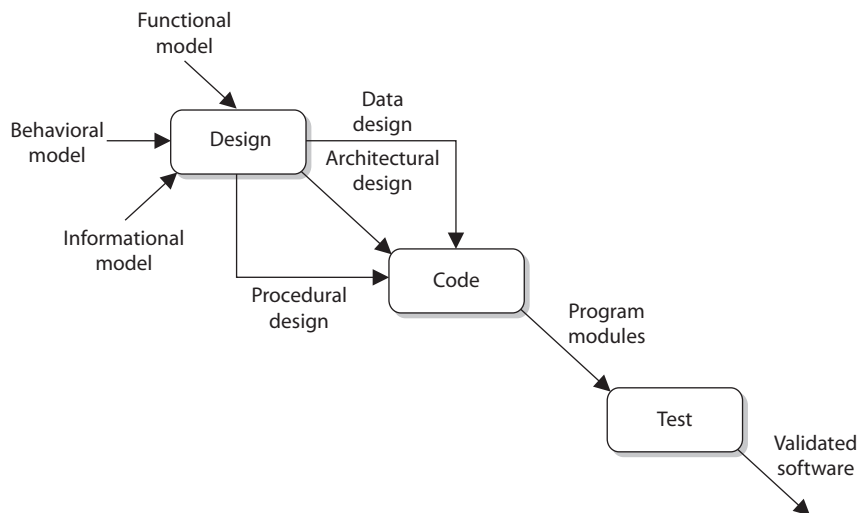 Functional
model
Behavioral
model
Design
Data
design
Architectural
design
Informational
model
Procedural
design
Code
Program
modules
Test
Validated
software